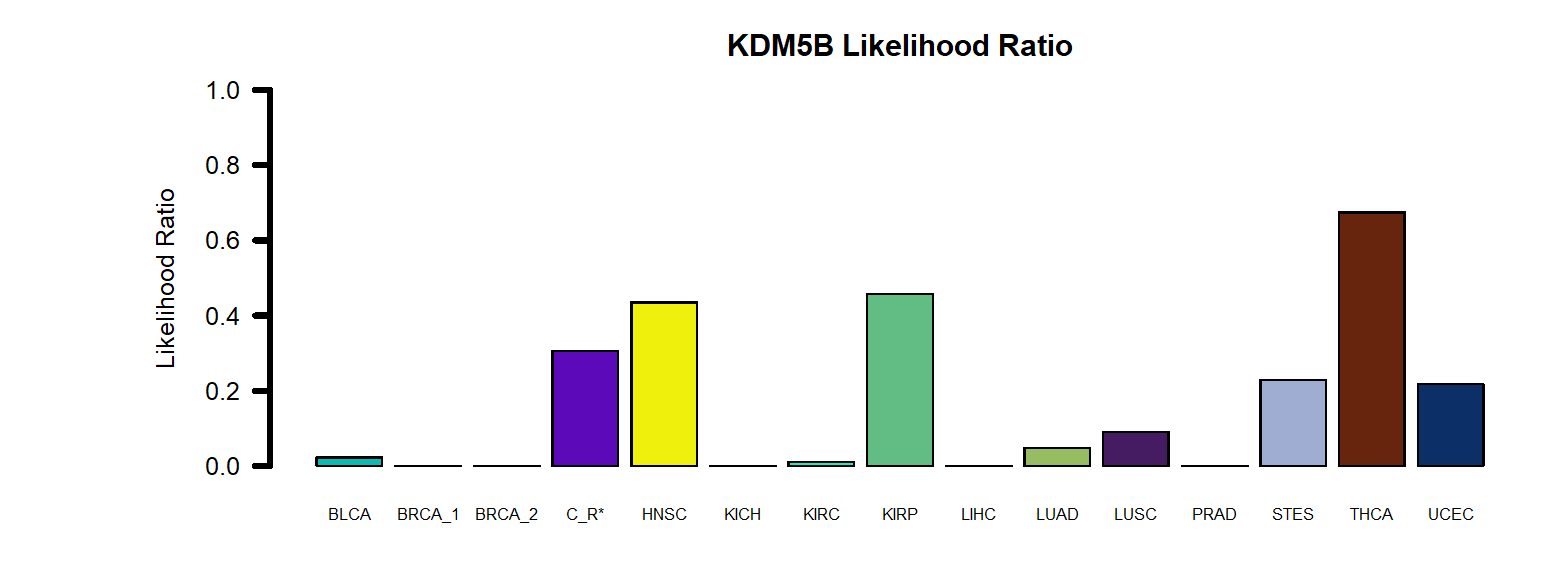 KDM5B Likelihood Ratio
1.0
0.8
0.6
0.4
0.2
0.0
Likelihood Ratio
BLCA BRCA_1 BRCA_2 C_R* HNSC KICH KIRC KIRP LIHC LUAD LUSC PRAD STES THCA UCEC